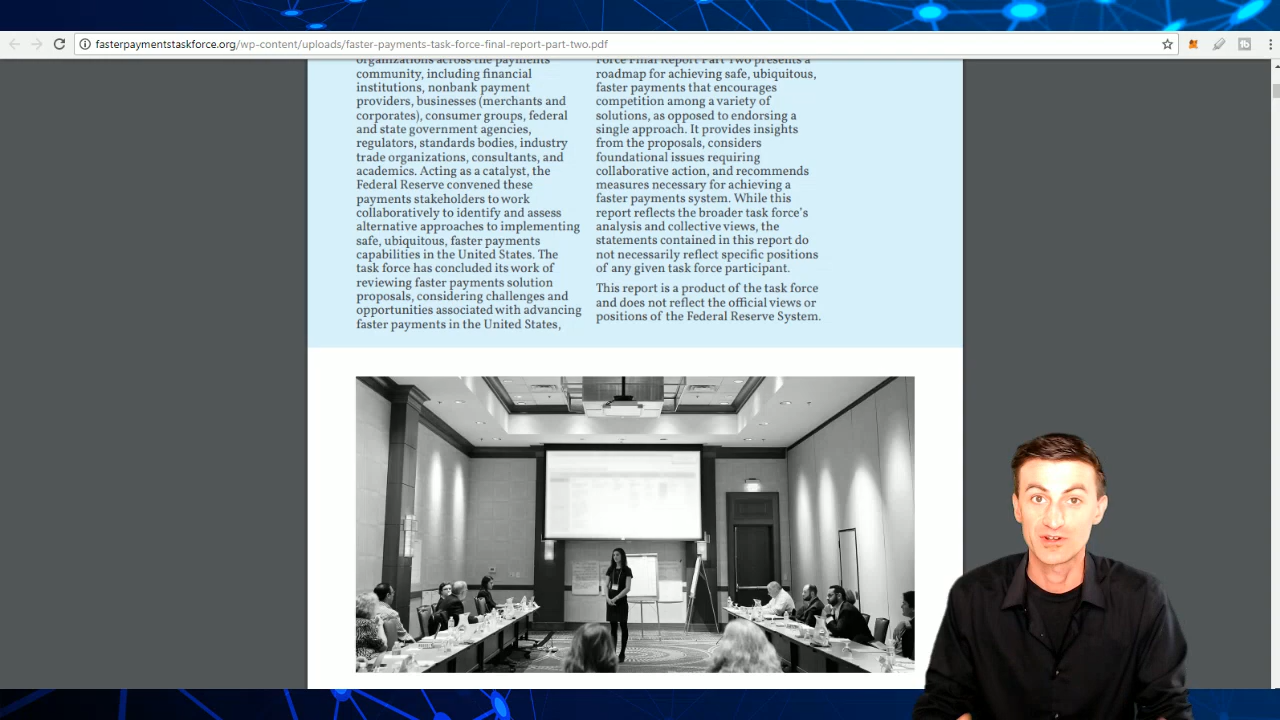 fasterpaymentstaskforce.org/wp-content/uploads/faster-payments-task-force-final-report-part-two.pdf
organizations across the payments
community, including financial
institutions, nonbank payment
providers, businesses (merchants and
corporates), consumer groups, federal
and state government agencies,
regulators, standards bodies, industry
trade organizations, consultants, and
academics. Acting as a catalyst, the
Federal Reserve convened these
payments stakeholders to work
collaboratively to identify and assess
alternative approaches to implementing
safe, ubiquitous, faster payments
capabilities in the United States. The
task force has concluded its work of
reviewing faster payments solution
proposals, considering challenges and
opportunities associated with advancing
faster payments in the United States,
Force Final Report Part Two presents a
roadmap for achieving safe, ubiquitous,
faster payments that encourages
competition among a variety of
solutions, as opposed to endorsing a
single approach. It provides insights
from the proposals, considers
foundational issues requiring
collaborative action, and recommends
measures necessary for achieving a
faster payments system. While this
report reflects the broader task force's
analysis and collective views, the
statements contained in this report do
not necessarily reflect specific positions
of any given task force participant.
This report is a product of the task force
and does not reflect the official views or
positions of the Federal Reserve System.